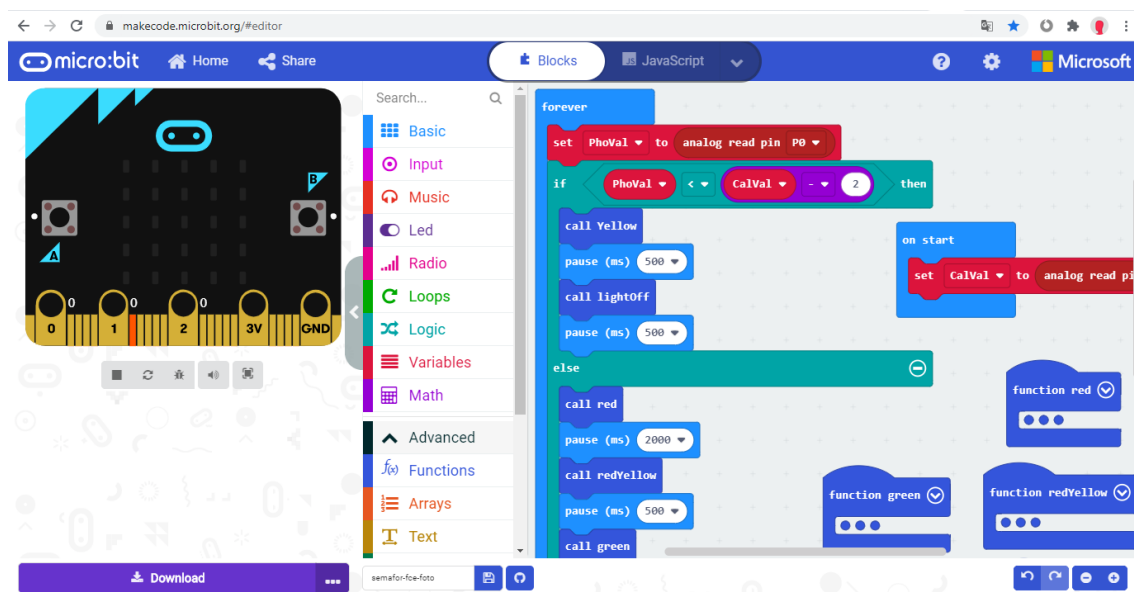 makecode.microbit.org/#editor
micro:bit Home Share Blocks JavaScript Microsoft
Search...
Basic
Input
Music
Led
Radio
Loops
Logic
Variables
Math
Advanced
Functions
Arrays
Text
B
A
0 0 0
0 1 2 3V GND
forever
set PhoVal to analog read pin P0
if PhoVal < CalVal - 2 then
call Yellow
pause (ms) 500
call lightOff
pause (ms) 500
else
call red
pause (ms) 2000
call redYellow
pause (ms) 500
call green
on start
set CalVal to analog read pi
function red
function green
function redYellow
Download
semafor-fce-foto